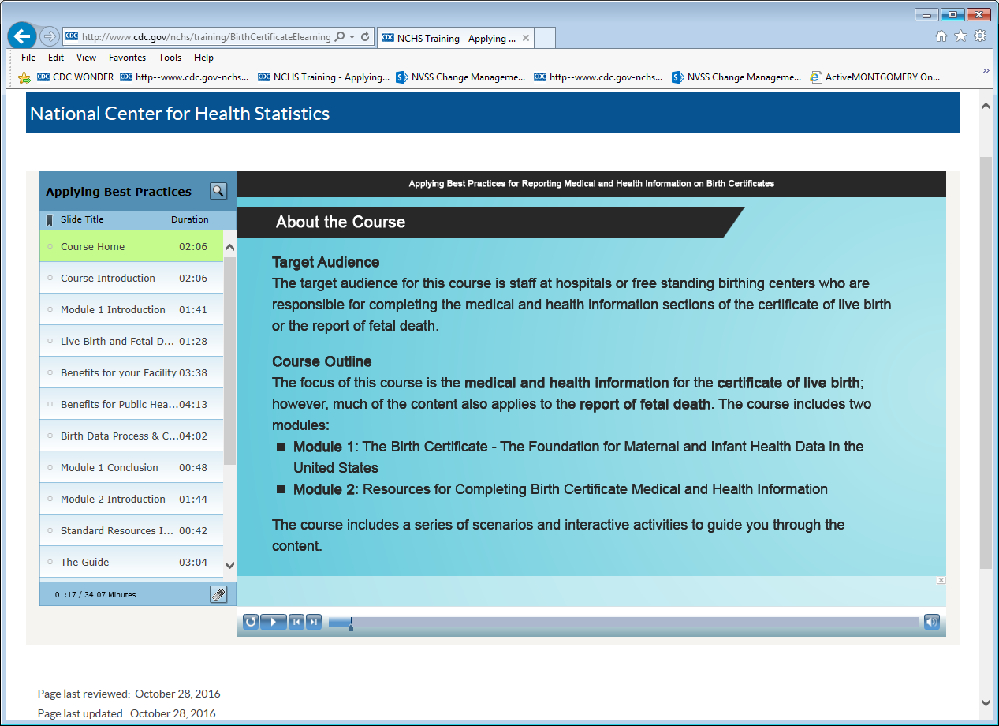 http://www.cdc.gov/nchs/training/BirthCertificateElearning
CDC NCHS Training - Applying ...
File Edit View Favorites Tools Help
CDC CDC WONDER CDC http--www.cdc.gov-nchs... CDC NCHS Training - Applying... NVSS Change Manageme... CDC http--www.cdc.gov-nchs... NVSS Change Manageme... ActiveMONTGOMERY On...
National Center for Health Statistics
Applying Best Practices
Slide Title Duration
Course Home 02:06
Course Introduction 02:06
Module 1 Introduction 01:41
Live Birth and Fetal D... 01:28
Benefits for your Facility 03:38
Benefits for Public Hea... 04:13
Birth Data Process & C... 04:02
Module 1 Conclusion 00:48
Module 2 Introduction 01:44
Standard Resources I... 00:42
The Guide 03:04
01:17 / 34:07 Minutes
Applying Best Practices for Reporting Medical and Health Information on Birth Certificates
About the Course
Target Audience
The target audience for this course is staff at hospitals or free standing birthing centers who are
responsible for completing the medical and health information sections of the certificate of live birth
or the report of fetal death.
Course Outline
The focus of this course is the medical and health information for the certificate of live birth;
however, much of the content also applies to the report of fetal death. The course includes two
modules:
Module 1: The Birth Certificate - The Foundation for Maternal and Infant Health Data in the
United States
Module 2: Resources for Completing Birth Certificate Medical and Health Information
The course includes a series of scenarios and interactive activities to guide you through the
content.
Page last reviewed: October 28, 2016
Page last updated: October 28, 2016